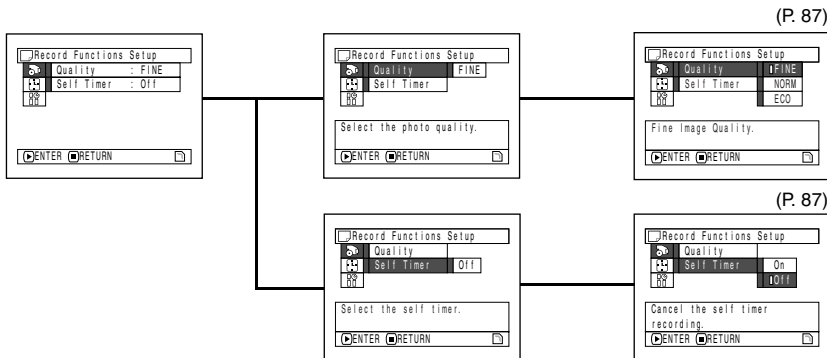 (P. 87)
Record Functions Setup
Quality : FINE
Self Timer : Off
ENTER RETURN
Record Functions Setup
Quality FINE
Self Timer
Select the photo quality.
ENTER RETURN
Record Functions Setup
Quality FINE
Self Timer NORM
ECO
Fine Image Quality.
ENTER RETURN
(P. 87)
Record Functions Setup
Quality
Self Timer Off
Select the self timer.
ENTER RETURN
Record Functions Setup
Quality
Self Timer On
Off
Cancel the self timer
recording.
ENTER RETURN